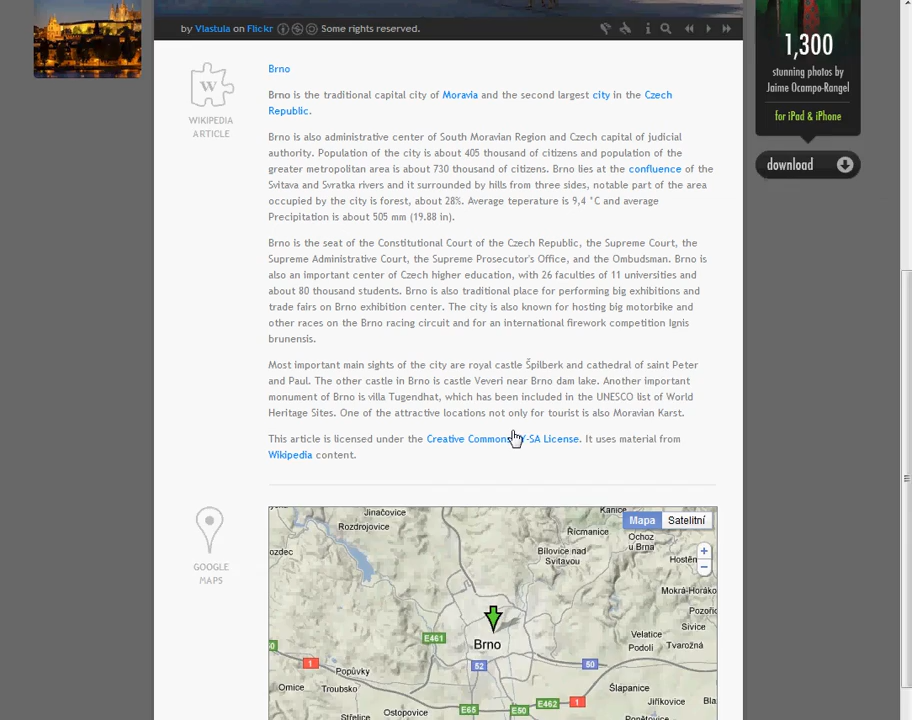 by Vlastula on Flickr Some rights reserved.
1,300
stunning photos by
Jaime Ocampo-Rangel
for iPad & iPhone
download
W
WIKIPEDIA
ARTICLE
Brno
Brno is the traditional capital city of Moravia and the second largest city in the Czech
Republic.
Brno is also administrative center of South Moravian Region and Czech capital of judicial
authority. Population of the city is about 405 thousand of citizens and population of the
greater metropolitan area is about 730 thousand of citizens. Brno lies at the confluence of the
Svitava and Svratka rivers and it surrounded by hills from three sides, notable part of the area
occupied by the city is forest, about 28%. Average teperature is 9,4 °C and average
Precipitation is about 505 mm (19.88 in).
Brno is the seat of the Constitutional Court of the Czech Republic, the Supreme Court, the
Supreme Administrative Court, the Supreme Prosecutor's Office, and the Ombudsman. Brno is
also an important center of Czech higher education, with 26 faculties of 11 universities and
about 80 thousand students. Brno is also traditional place for performing big exhibitions and
trade fairs on Brno exhibition center. The city is also known for hosting big motorbike and
other races on the Brno racing circuit and for an international firework competition Ignis
brunensis.
Most important main sights of the city are royal castle Špilberk and cathedral of saint Peter
and Paul. The other castle in Brno is castle Veveri near Brno dam lake. Another important
monument of Brno is villa Tugendhat, which has been included in the UNESCO list of World
Heritage Sites. One of the attractive locations not only for tourist is also Moravian Karst.
This article is licensed under the Creative Commons Y-SA License. It uses material from
Wikipedia content.
GOOGLE
MAPS
Mapa Satelitní
+
−
Jinačovice
Rozdrojovice
ozdec
Kanice
Řícmanice
Ochoz
u Brna
Bílovice nad
Svitavou
Hostěn
Mokrá-Horáko
Pozořic
Sivice
Velatice
Podolí
Tvarožná
E461
Brno
52
50
50
1
Popůvky
Omice
Troubsko
Střelice
Ostopovice
E65
E50
E462
1
Šlapanice
Jiříkovice
Bla
Ponětovice